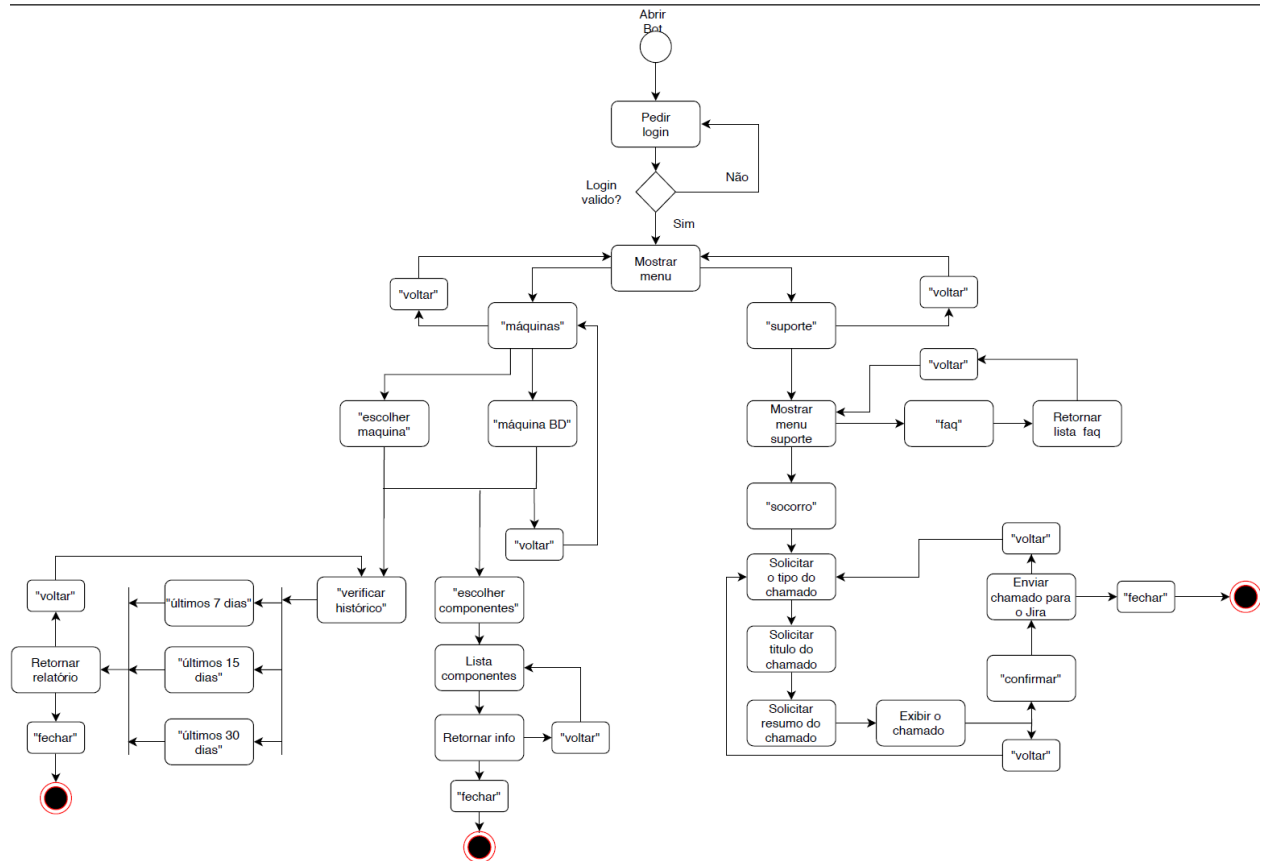 Abrir
Bot
Pedir
login
Login
valido?
Não
Sim
Mostrar
menu
"voltar"
"voltar"
"máquinas"
"suporte"
"voltar"
"escolher
maquina"
"máquina BD"
Mostrar
menu
suporte
"faq"
Retornar
lista faq
"socorro"
"voltar"
"voltar"
"voltar"
"últimos 7 dias"
"verificar
histórico"
"escolher
componentes"
Solicitar
o tipo do
chamado
Enviar
chamado para
o Jira
"fechar"
Retornar
relatório
"últimos 15
dias"
Lista
componentes
Solicitar
titulo do
chamado
"confirmar"
"fechar"
"últimos 30
dias"
Retornar info
"voltar"
Solicitar
resumo do
chamado
Exibir o
chamado
"voltar"
"fechar"